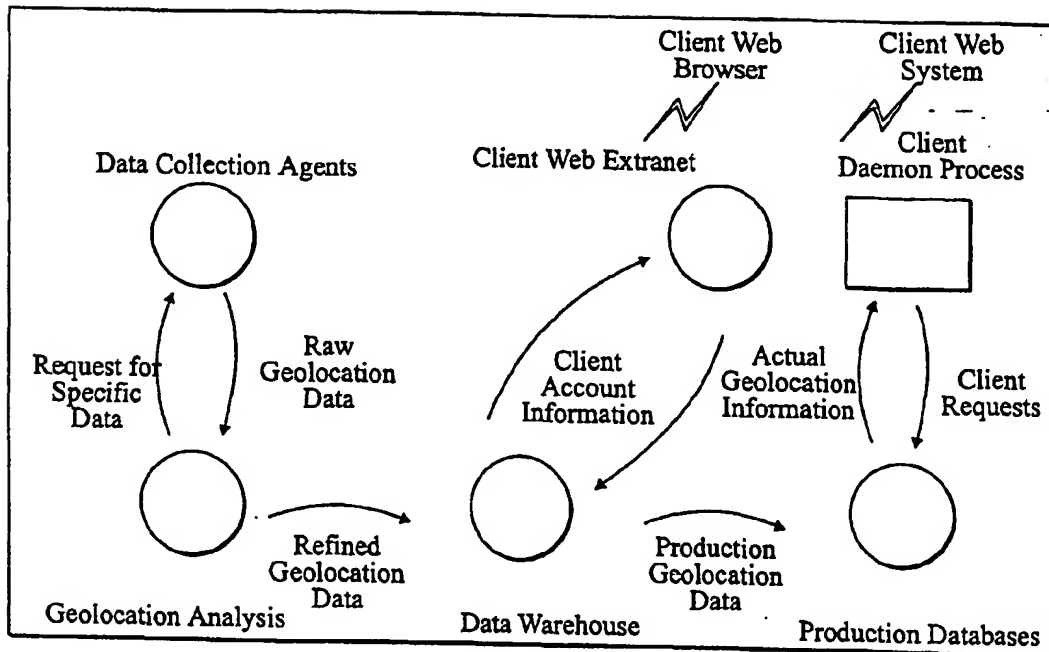 Client Web
Browser
Client Web
System
Data Collection Agents
Client Web Extranet
Client
Daemon Process
Request for
Specific
Data
Raw
Geolocation
Data
Client
Account
Information
Actual
Geolocation
Information
Client
Requests
Refined
Geolocation
Data
Production
Geolocation
Data
Geolocation Analysis
Data Warehouse
Production Databases